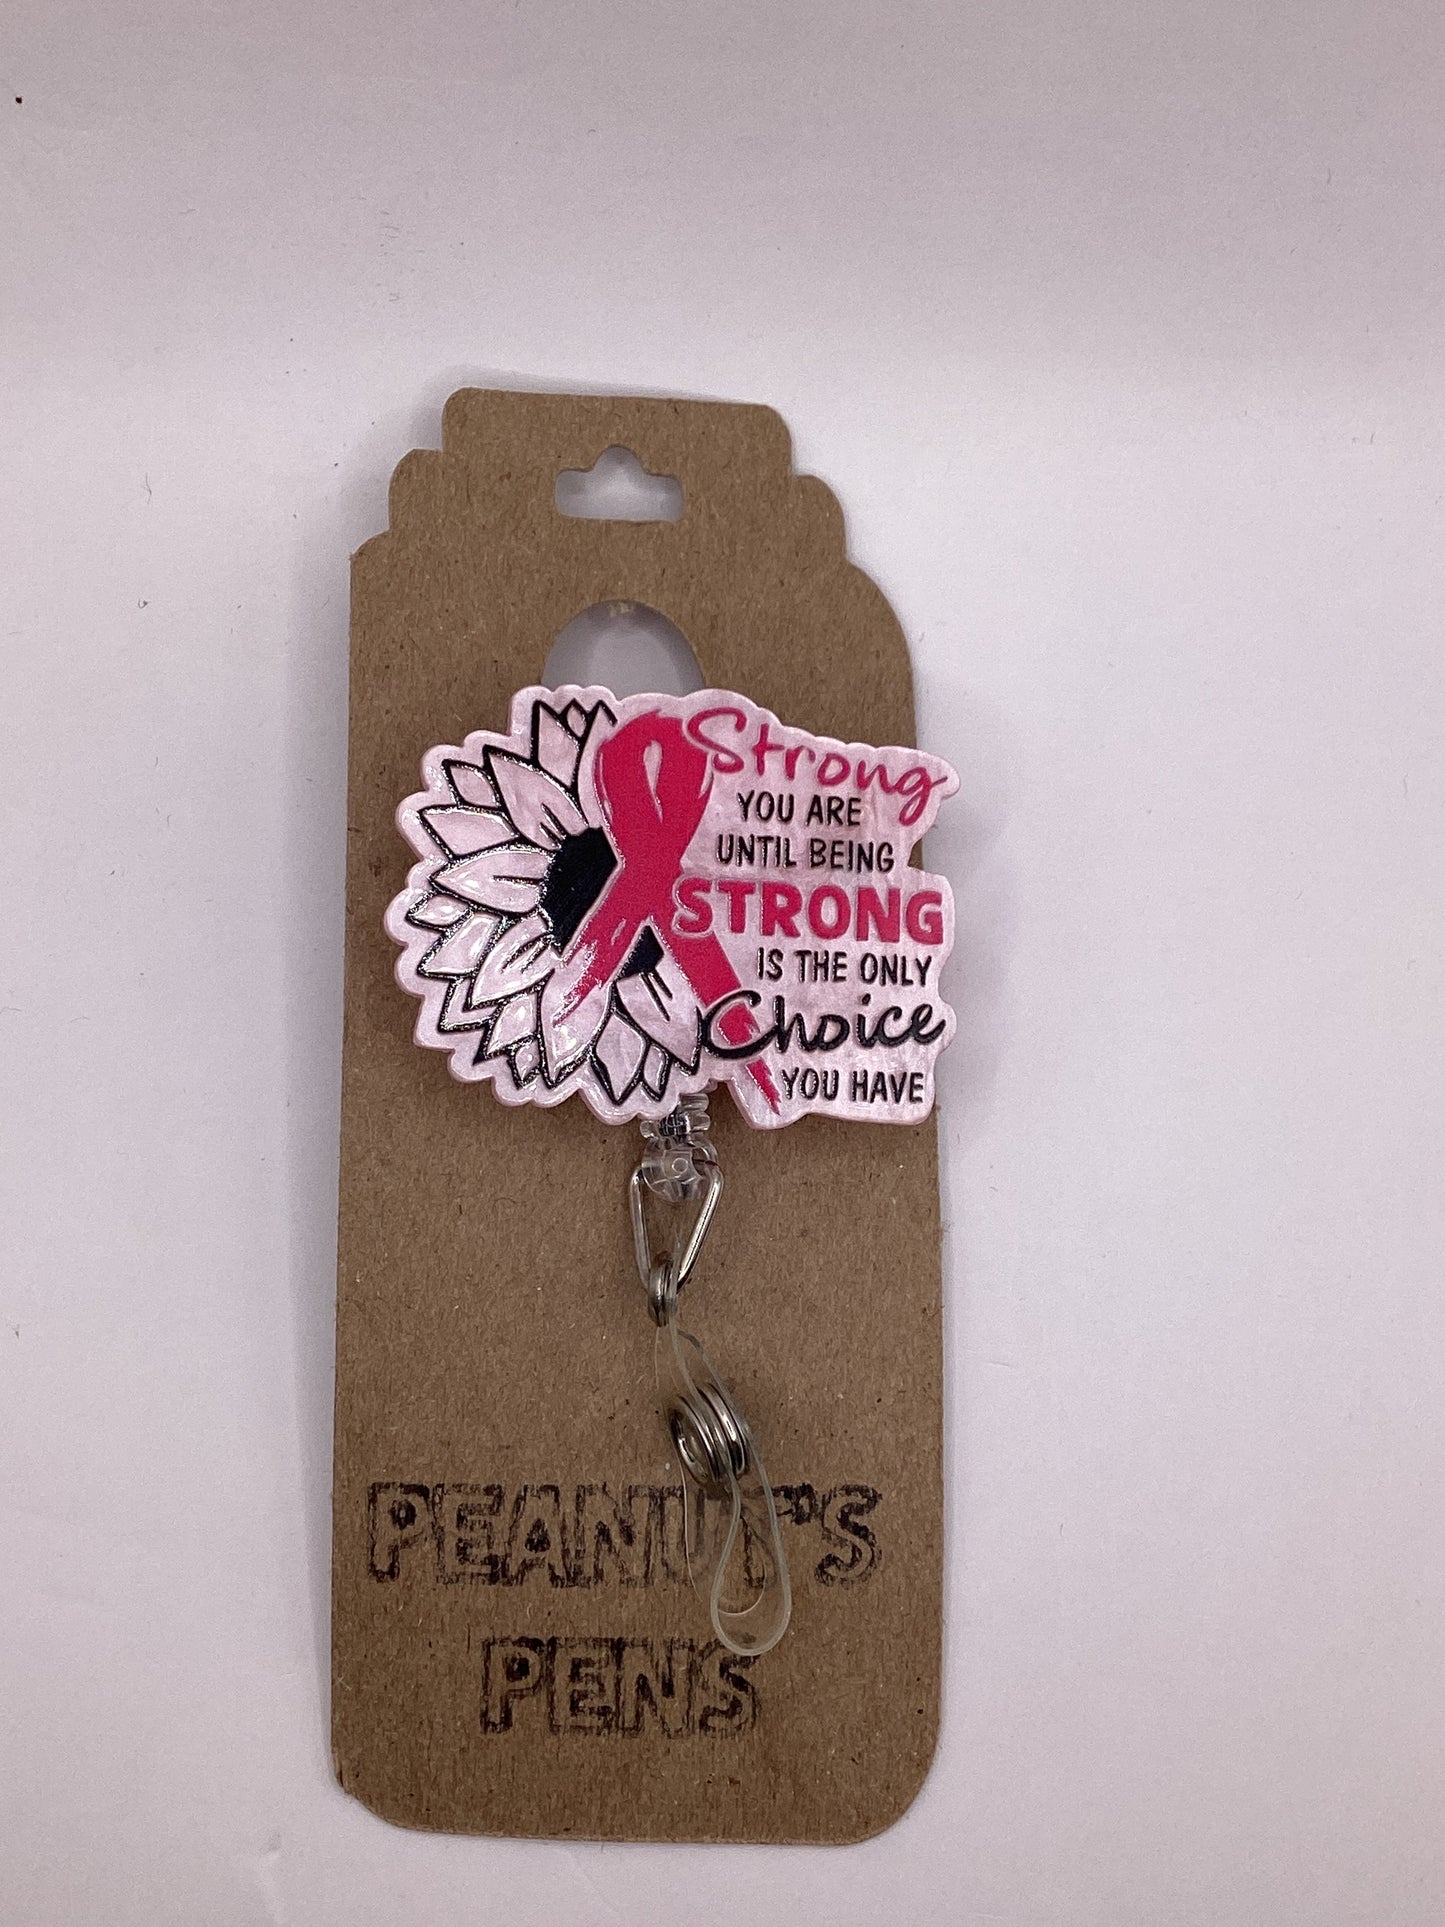 Strong
YOU ARE
UNTIL BEING
STRONG
IS THE ONLY
Choice
YOU HAVE
PEANUT'S
PENS